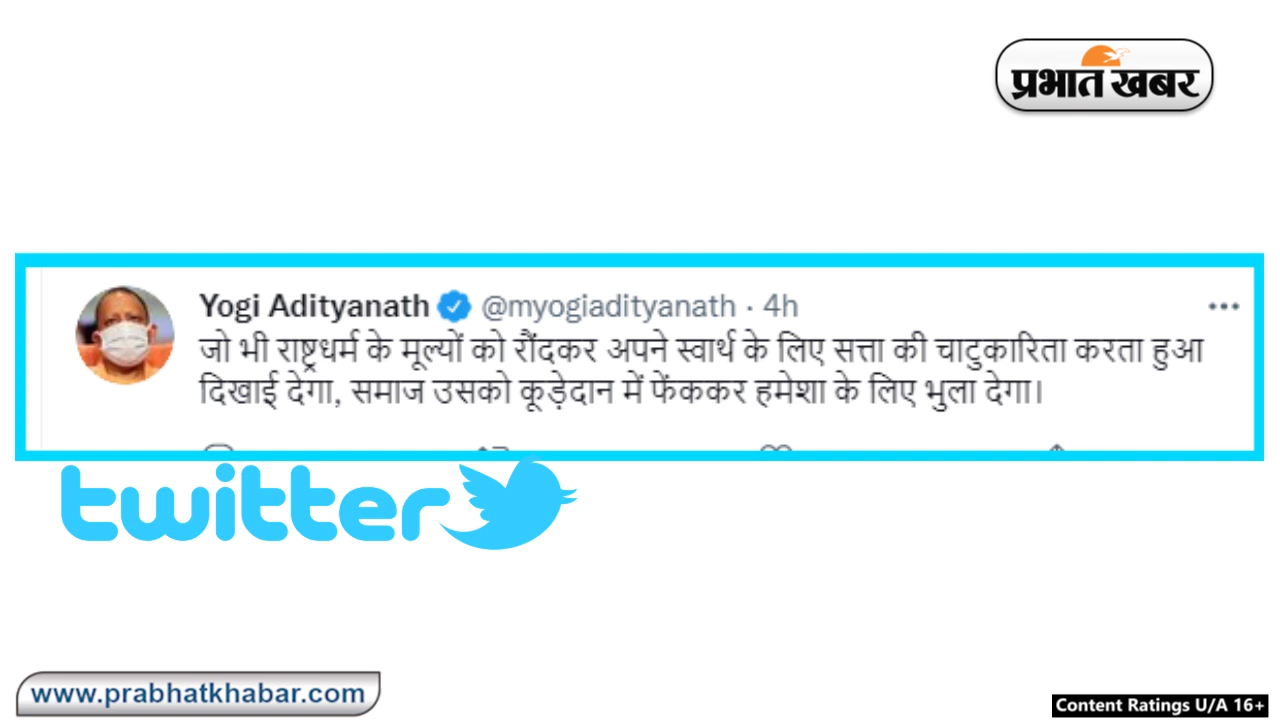 प्रभात खबर
Yogi Adityanath @myogiadityanath · 4h
जो भी राष्ट्रधर्म के मूल्यों को रौंदकर अपने स्वार्थ के लिए सत्ता की चाटुकारिता करता हुआ
दिखाई देगा, समाज उसको कूड़ेदान में फेंककर हमेशा के लिए भुला देगा।
twitter
www.prabhatkhabar.com
Content Ratings U/A 16+